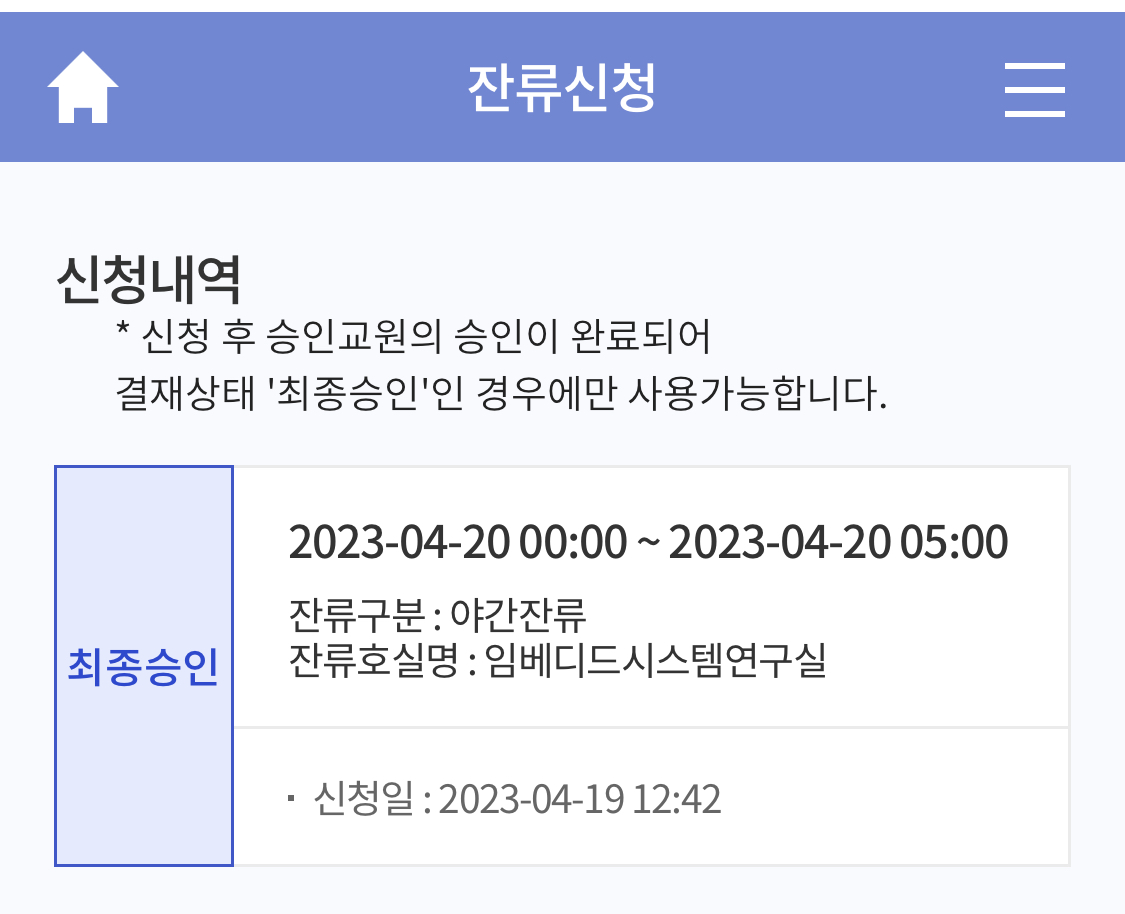 잔류신청
신청내역
* 신청 후 승인교원의 승인이 완료되어
결재상태 '최종승인'인 경우에만 사용가능합니다.
최종승인
2023-04-20 00:00 ~ 2023-04-20 05:00
잔류구분 : 야간잔류
잔류호실명 : 임베디드시스템연구실
▪ 신청일 : 2023-04-19 12:42